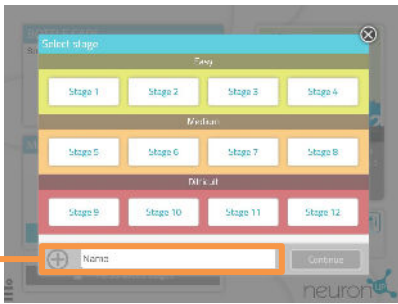 Select stage
Easy
Stage 1 Stage 2 Stage 3 Stage 4
Medium
Stage 5 Stage 6 Stage 7 Stage 8
Difficult
Stage 9 Stage 10 Stage 11 Stage 12
Name Continue
neuronUP